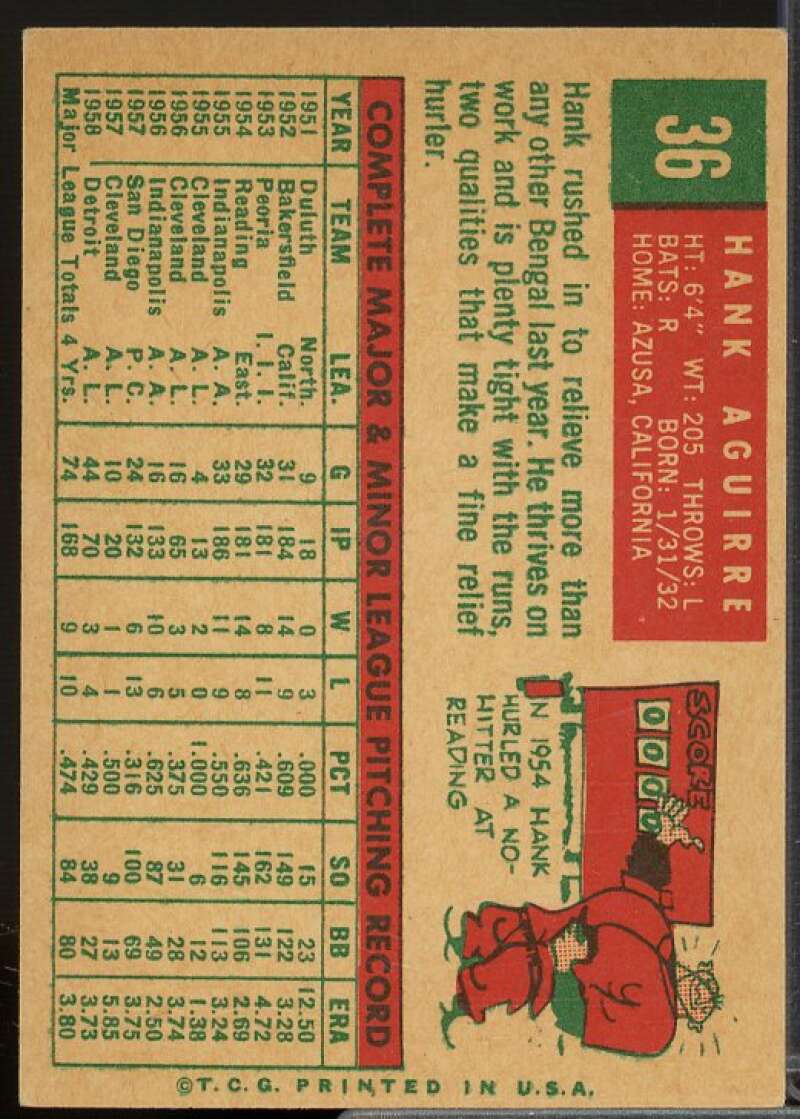 36
HANK AGUIRRE
HT: 6'4" WT: 205 THROWS: L
BATS: R BORN: 1/31/32
HOME: AZUSA, CALIFORNIA
Hank rushed in to relieve more than
any other Bengal last year. He thrives on
work and is plenty tight with the runs,
two qualities that make a fine relief
hurler.
SCORE
0 0 0 0
IN 1954 HANK
HURLED A NO-
HITTER AT
READING
COMPLETE MAJOR & MINOR LEAGUE PITCHING RECORD
YEAR TEAM LEA. G IP W L PCT SO BB ERA
1951 Duluth North. 9 18 0 3 .000 15 23 12.50
1952 Bakersfield Calif. 31 184 14 9 .609 149 122 3.28
1953 Peoria I. I. I. 32 181 8 11 .421 162 131 4.72
1954 Reading East. 29 181 14 8 .636 145 106 2.69
1955 Indianapolis A. A. 33 186 11 9 .550 116 113 3.24
1955 Cleveland A. L. 4 13 2 0 1.000 6 12 1.38
1956 Cleveland A. L. 16 65 3 5 .375 31 28 3.74
1956 Indianapolis A. A. 16 133 10 6 .625 87 49 2.50
1957 San Diego P. C. 24 132 6 13 .316 100 69 3.75
1957 Cleveland A. L. 10 20 1 1 .500 9 13 5.85
1958 Detroit A. L. 44 70 3 4 .429 38 27 3.73
Major League Totals 4 Yrs. 74 168 9 10 .474 84 80 3.80
©T.C.G. PRINTED IN U.S.A.